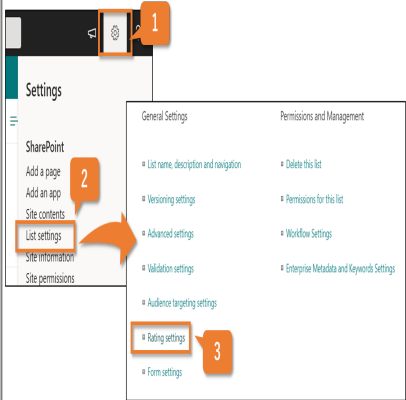 1
?
Settings
SharePoint
Add a page
Add an app
Site contents
List settings
Site information
Site permissions
2
General Settings
List name, description and navigation
Versioning settings
Advanced settings
Validation settings
Audience targeting settings
Rating settings
Form settings
3
Permissions and Management
Delete this list
Permissions for this list
Workflow Settings
Enterprise Metadata and Keywords Settings